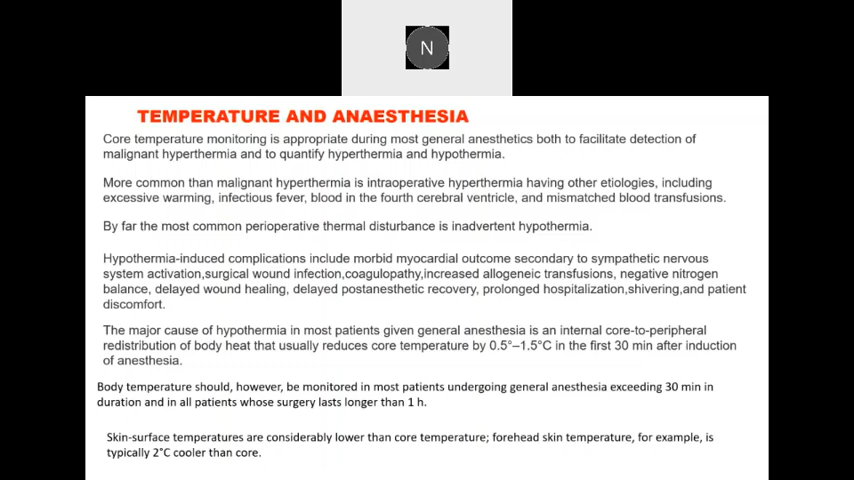 N
TEMPERATURE AND ANAESTHESIA
Core temperature monitoring is appropriate during most general anesthetics both to facilitate detection of
malignant hyperthermia and to quantify hyperthermia and hypothermia.
More common than malignant hyperthermia is intraoperative hyperthermia having other etiologies, including
excessive warming, infectious fever, blood in the fourth cerebral ventricle, and mismatched blood transfusions.
By far the most common perioperative thermal disturbance is inadvertent hypothermia.
Hypothermia-induced complications include morbid myocardial outcome secondary to sympathetic nervous
system activation,surgical wound infection,coagulopathy,increased allogeneic transfusions, negative nitrogen
balance, delayed wound healing, delayed postanesthetic recovery, prolonged hospitalization,shivering,and patient
discomfort.
The major cause of hypothermia in most patients given general anesthesia is an internal core-to-peripheral
redistribution of body heat that usually reduces core temperature by 0.5°–1.5°C in the first 30 min after induction
of anesthesia.
Body temperature should, however, be monitored in most patients undergoing general anesthesia exceeding 30 min in
duration and in all patients whose surgery lasts longer than 1 h.
Skin-surface temperatures are considerably lower than core temperature; forehead skin temperature, for example, is
typically 2°C cooler than core.